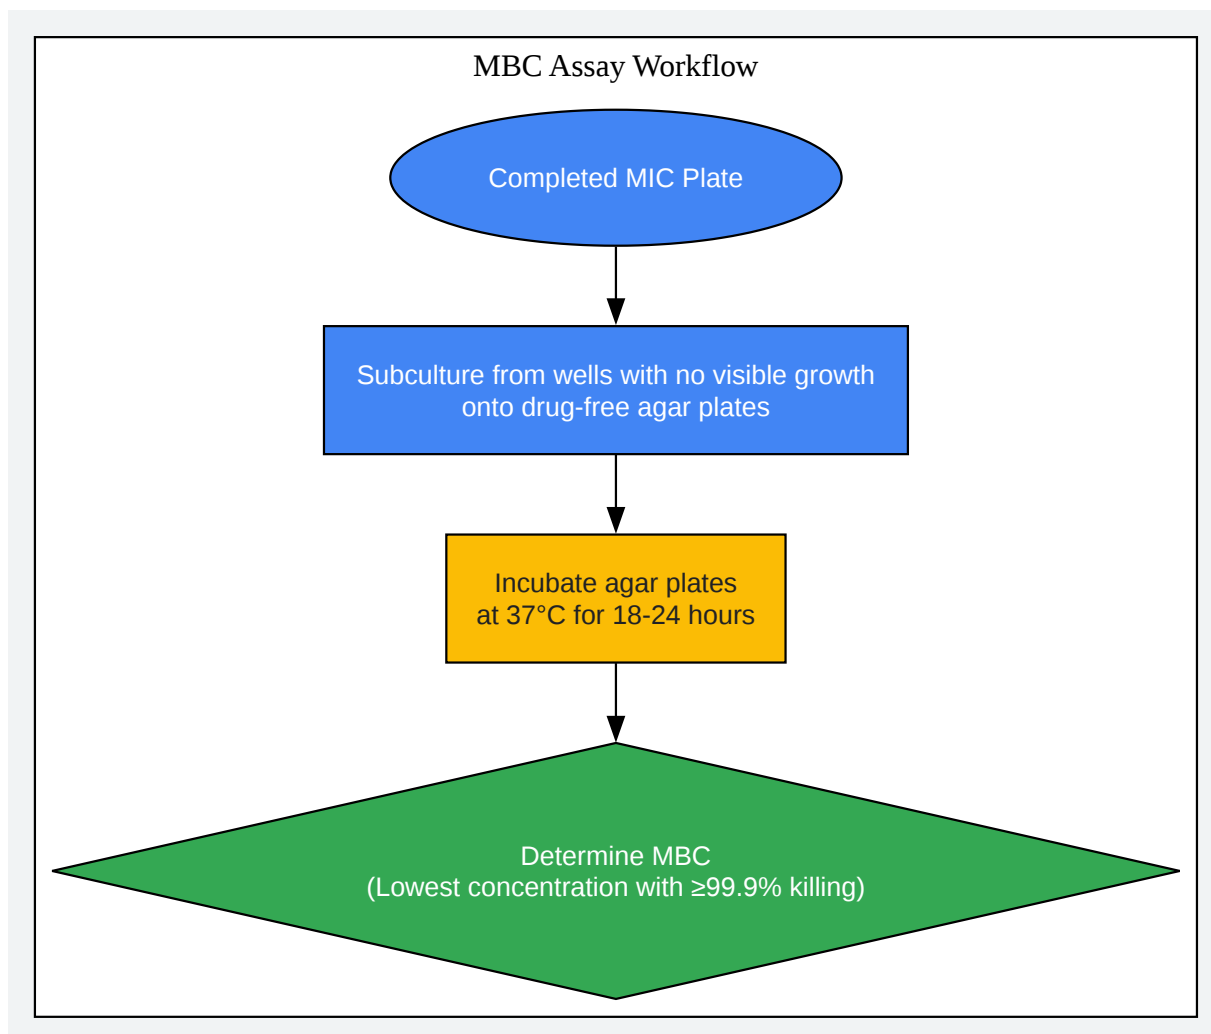 MBC Assay Workflow
Completed MIC Plate
Subculture from wells with no visible growth
onto drug-free agar plates
Incubate agar plates
at 37°C for 18-24 hours
Determine MBC
(Lowest concentration with ≥99.9% killing)